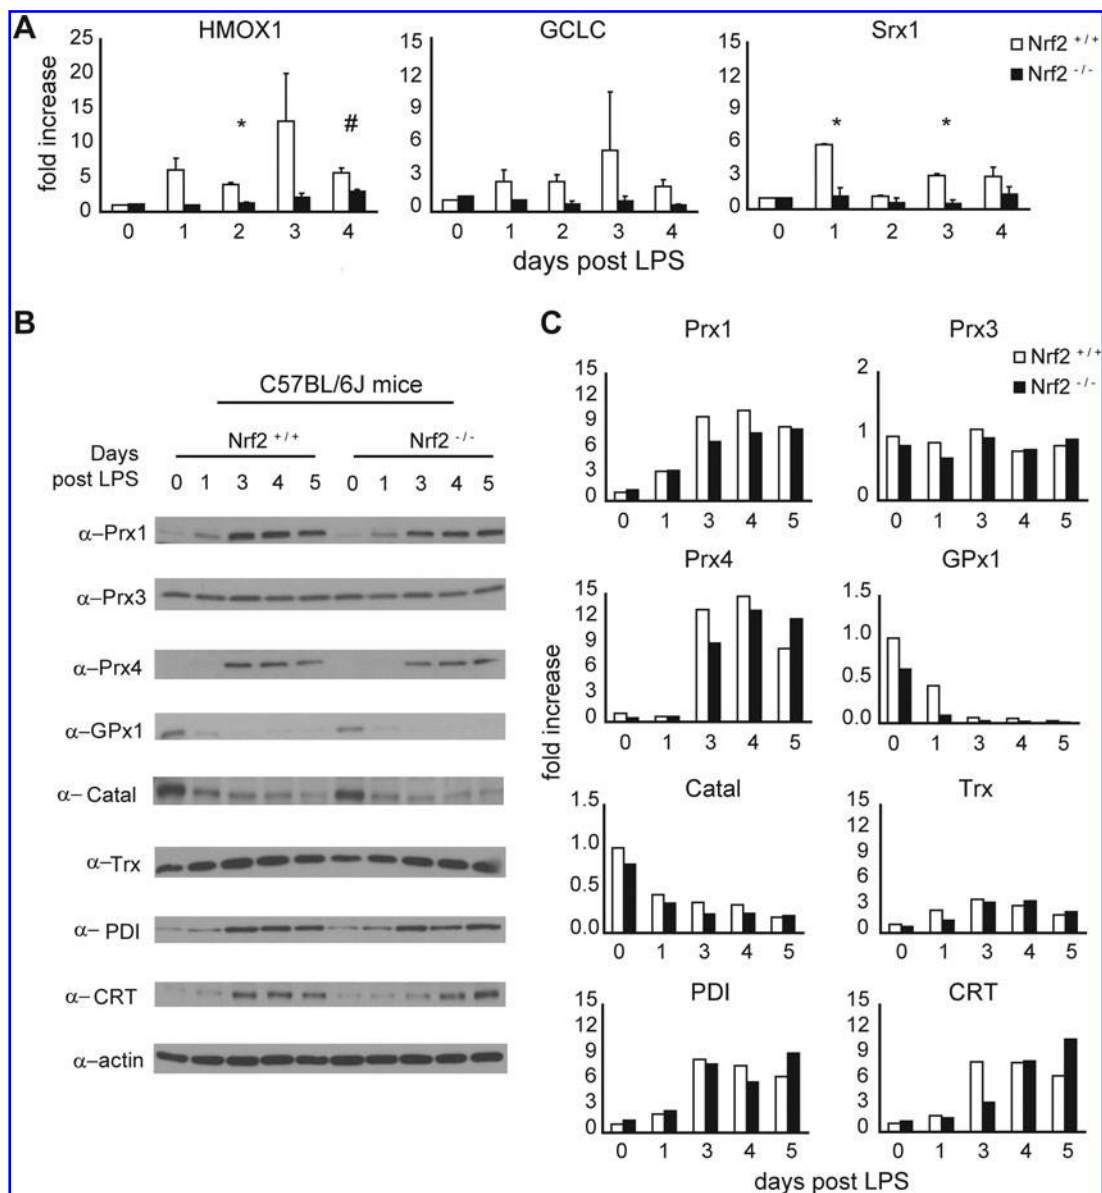 A
HMOX1
GCLC
Srx1
Nrf2 +/+
Nrf2 -/-
fold increase
25
20
15
10
5
0
15
12
9
6
3
0
15
12
9
6
3
0
*
#
*
*
0 1 2 3 4
0 1 2 3 4
0 1 2 3 4
days post LPS
B
C57BL/6J mice
Nrf2 +/+
Nrf2 -/-
Days
post LPS
0 1 3 4 5 0 1 3 4 5
α–Prx1
α–Prx3
α–Prx4
α–GPx1
α– Catal
α–Trx
α– PDI
α–CRT
α–actin
C
Prx1
Prx3
Nrf2 +/+
Nrf2 -/-
15
12
9
6
3
0
2
1
0
0 1 3 4 5
0 1 3 4 5
Prx4
GPx1
15
12
9
6
3
0
1.5
1.0
0.5
0.0
0 1 3 4 5
0 1 3 4 5
fold increase
Catal
Trx
1.5
1.0
0.5
0.0
15
12
9
6
3
0
0 1 3 4 5
0 1 3 4 5
PDI
CRT
15
12
9
6
3
0
15
12
9
6
3
0
0 1 3 4 5
0 1 3 4 5
days post LPS